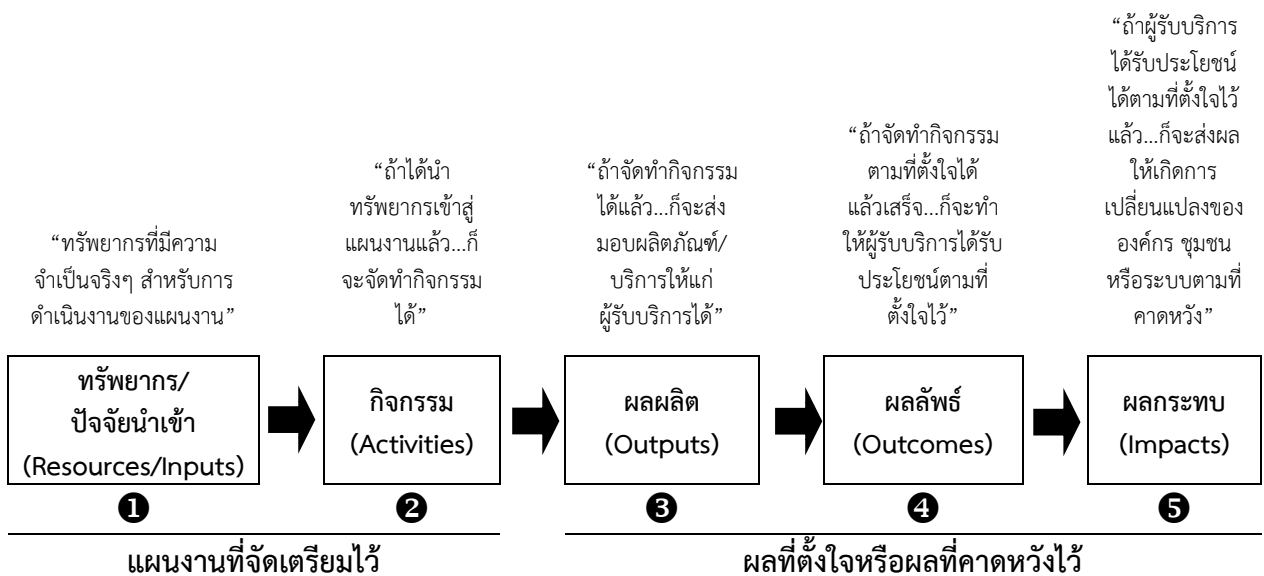 “ทรัพยากรที่มีความ
จำเป็นจริงๆ สำหรับการ
ดำเนินงานของแผนงาน”
“ถ้าได้นำ
ทรัพยากรเข้าสู่
แผนงานแล้ว...ก็
จะจัดทำกิจกรรม
ได้”
“ถ้าจัดทำกิจกรรม
ได้แล้ว...ก็จะส่ง
มอบผลิตภัณฑ์/
บริการให้แก่
ผู้รับบริการได้”
“ถ้าจัดทำกิจกรรม
ตามที่ตั้งใจได้
แล้วเสร็จ...ก็จะทำ
ให้ผู้รับบริการได้รับ
ประโยชน์ตามที่
ตั้งใจไว้”
“ถ้าผู้รับบริการ
ได้รับประโยชน์
ได้ตามที่ตั้งใจไว้
แล้ว...ก็จะส่งผล
ให้เกิดการ
เปลี่ยนแปลงของ
องค์กร ชุมชน
หรือระบบตามที่
คาดหวัง”
ทรัพยากร/
ปัจจัยนำเข้า
(Resources/Inputs)
กิจกรรม
(Activities)
ผลผลิต
(Outputs)
ผลลัพธ์
(Outcomes)
ผลกระทบ
(Impacts)
❶
❷
❸
❹
❺
แผนงานที่จัดเตรียมไว้
ผลที่ตั้งใจหรือผลที่คาดหวังไว้